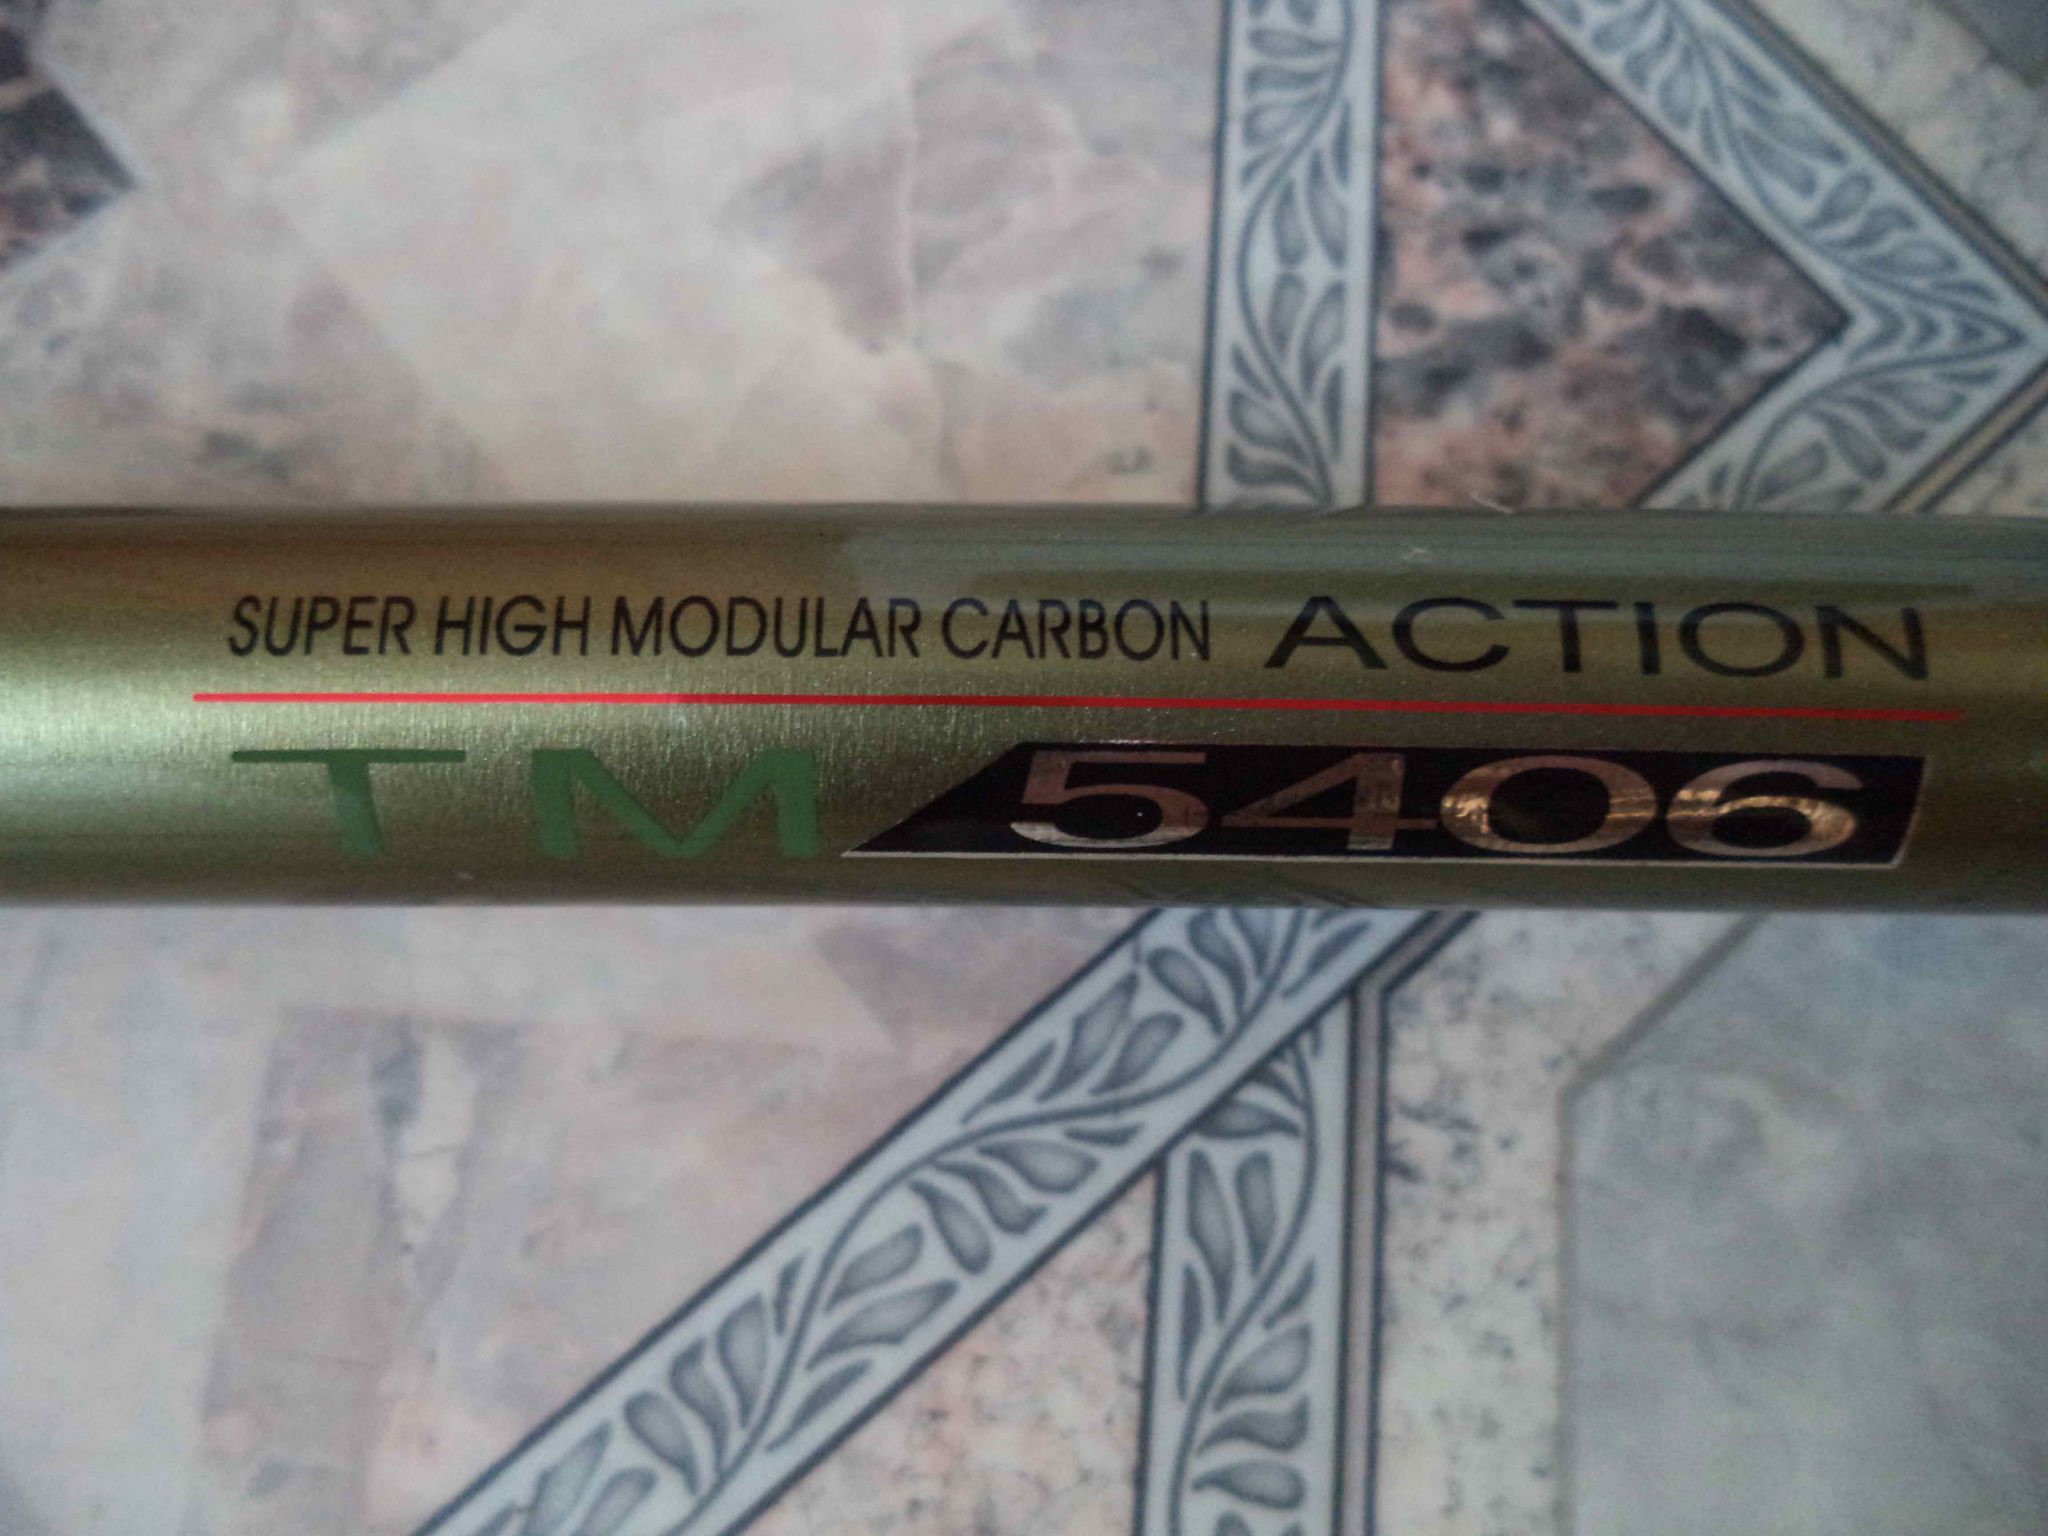 SUPER HIGH MODULAR CARBON ACTION
TM 5406